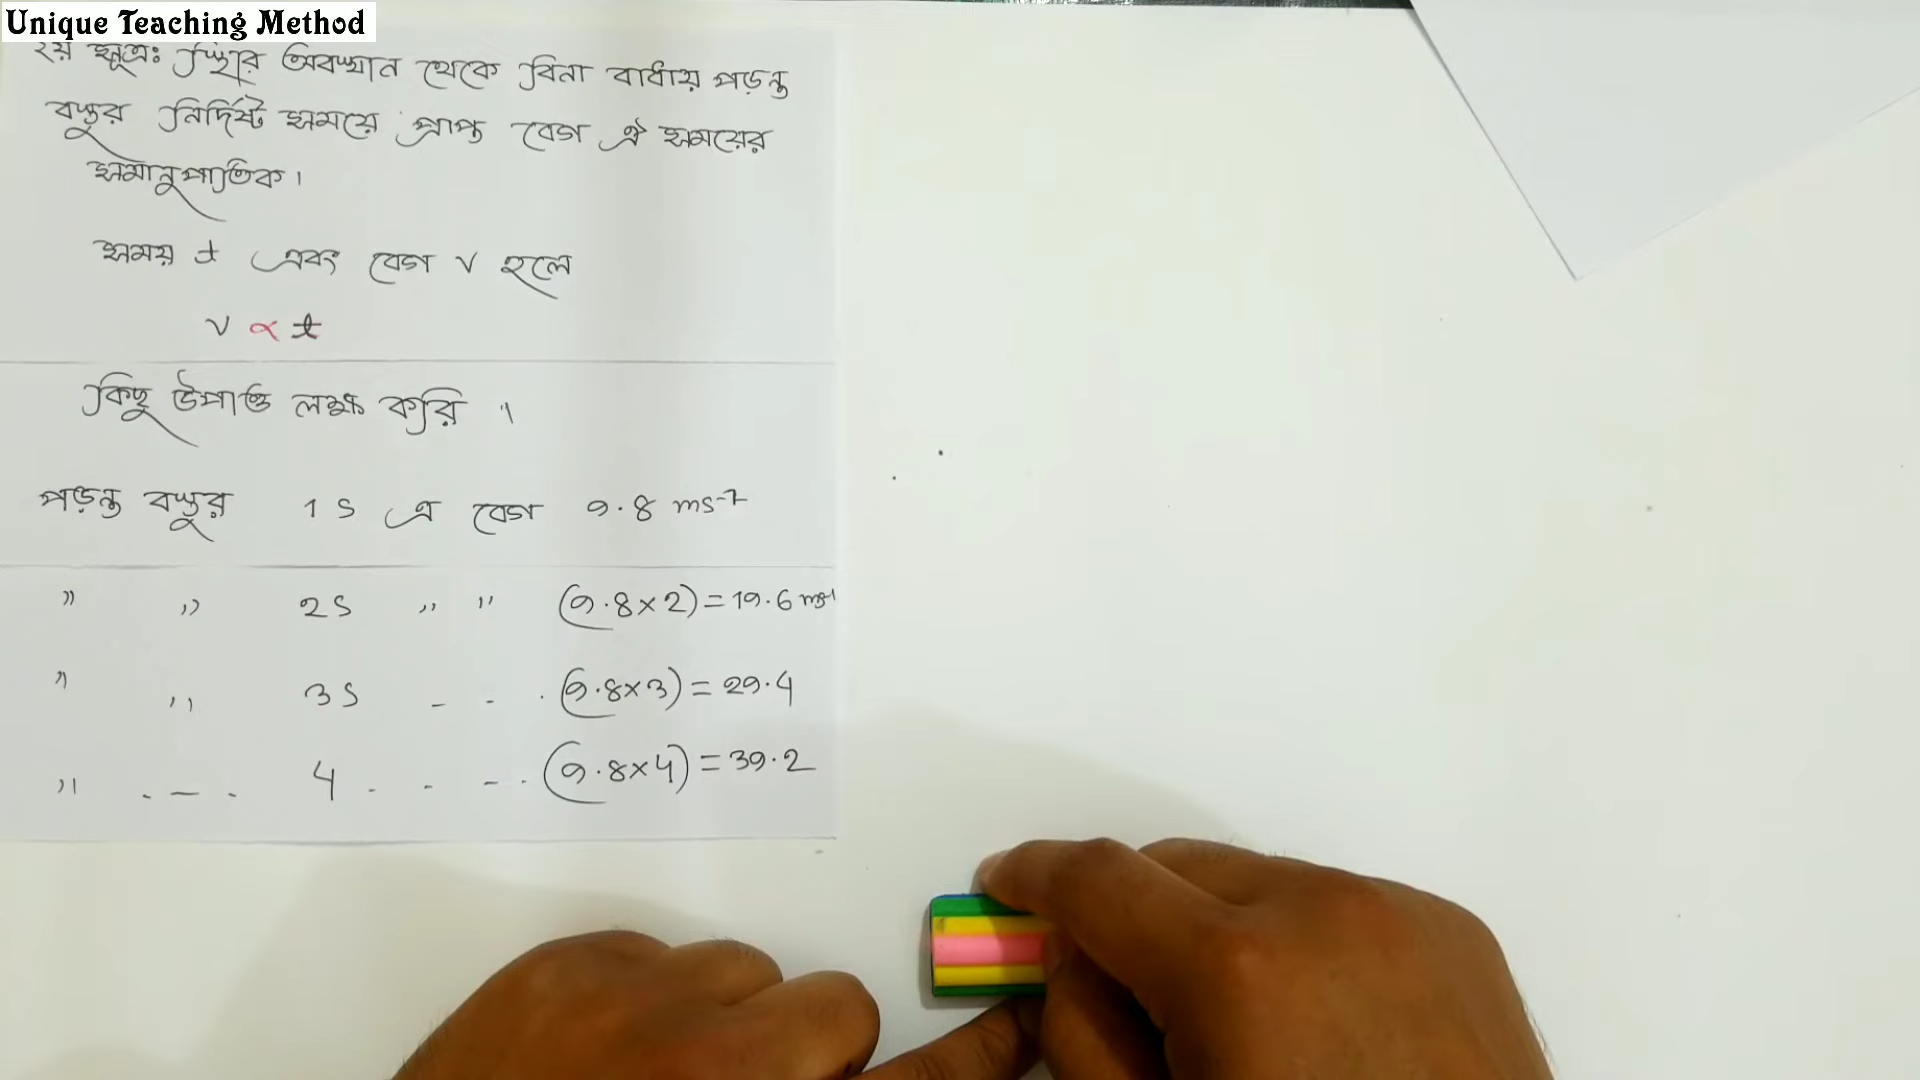 Unique Teaching Method
২য় সূত্রঃ স্থির অবস্থান থেকে বিনা বাধায় পড়ন্ত
বস্তুর নির্দিষ্ট সময়ে প্রাপ্ত বেগ ঐ সময়ের
সমানুপাতিক।
সময় t এবং বেগ v হলে
v ∝ t
কিছু উপাত্ত লক্ষ করি ।
পড়ন্ত বস্তুর 1 S এ বেগ 9.8 ms⁻¹
" " 2S " " (9.8×2)=19.6 ms⁻¹
" " 3S - - . (9.8×3) = 29.4
" . — . 4 . . - . (9.8×4) = 39.2